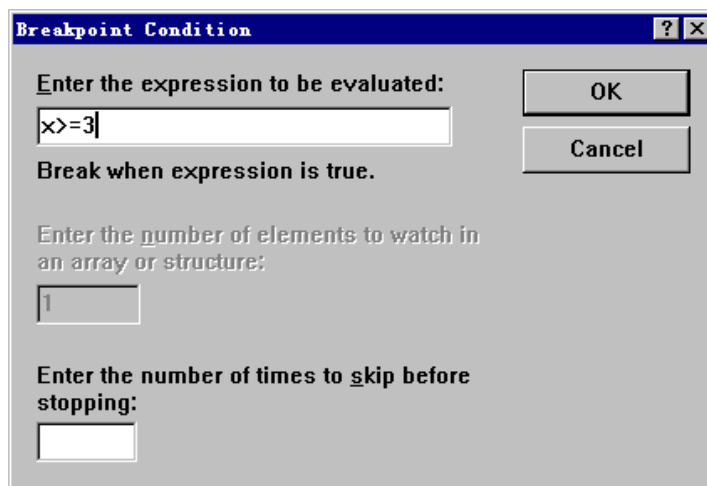 Breakpoint Condition
Enter the expression to be evaluated:
x>=3
Break when expression is true.
OK
Cancel
Enter the number of elements to watch in
an array or structure:
1
Enter the number of times to skip before
stopping: